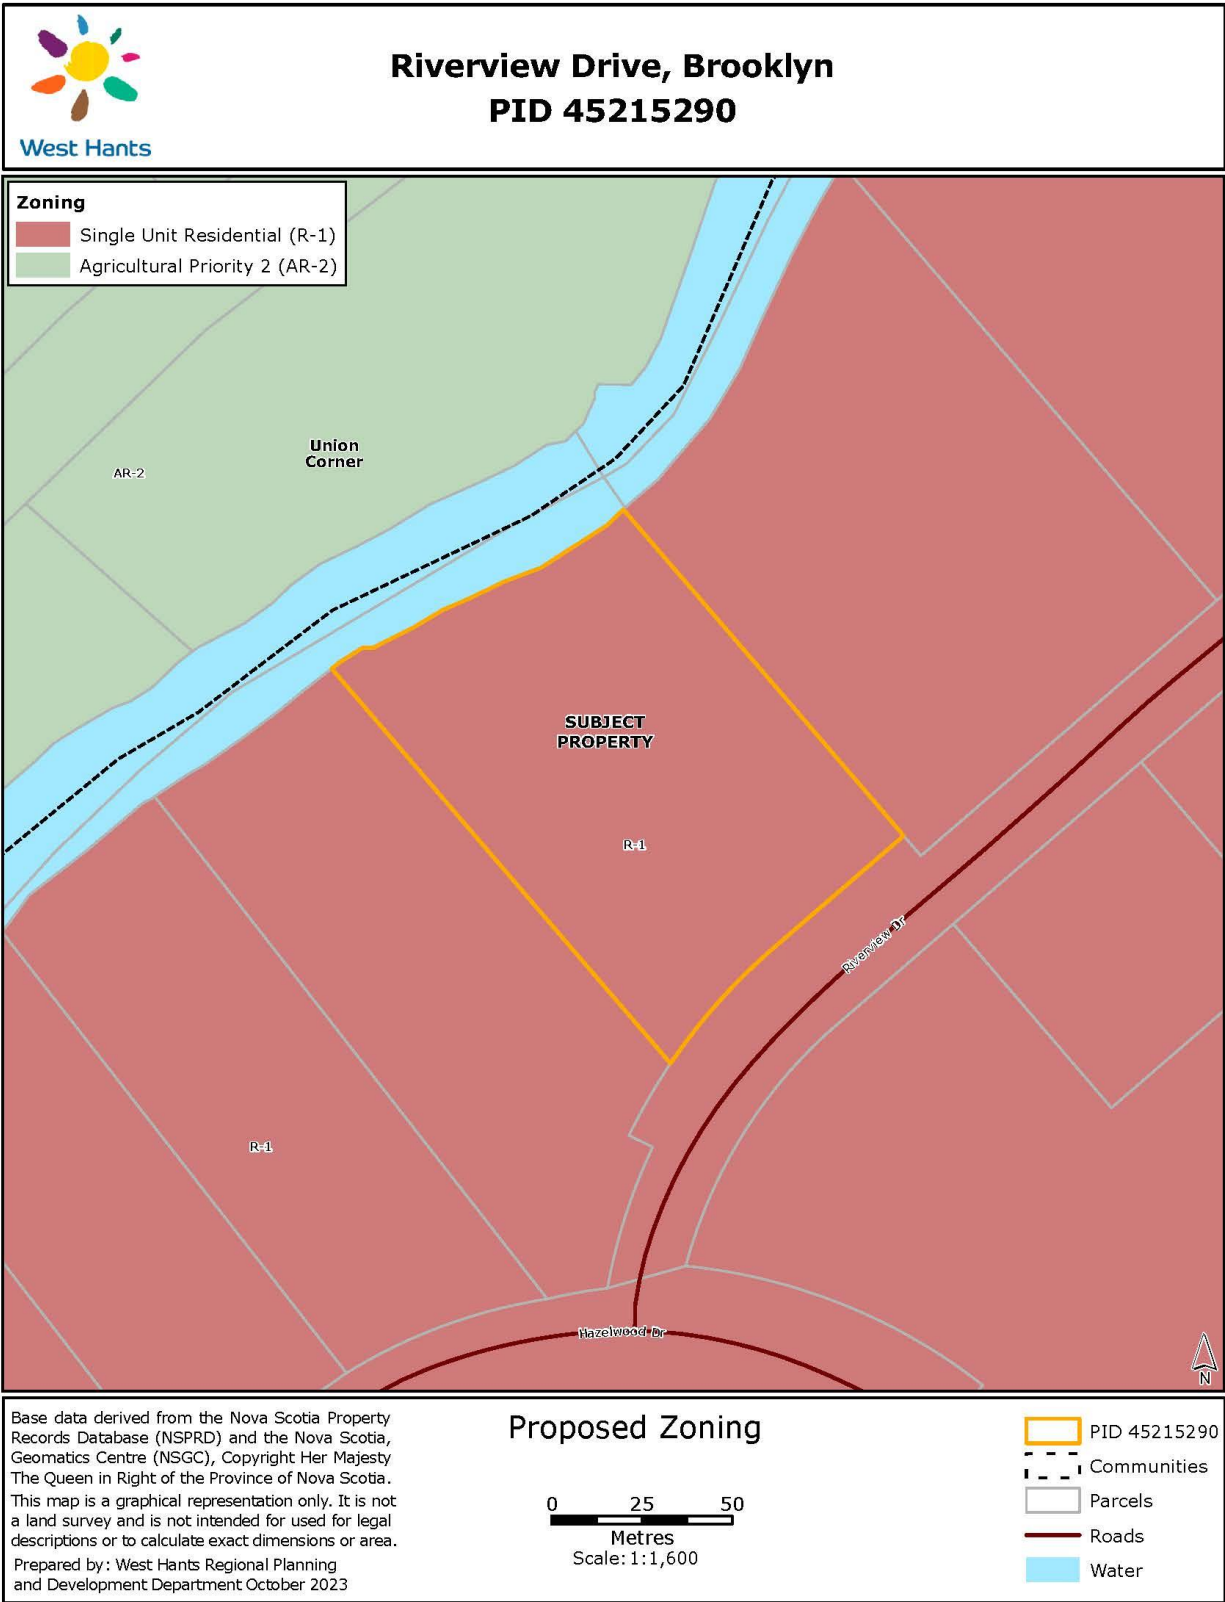 Riverview Drive, Brooklyn
PID 45215290
West Hants
Zoning
Single Unit Residential (R-1)
Agricultural Priority 2 (AR-2)
Union
Corner
AR-2
SUBJECT
PROPERTY
R-1
Riverview Dr
R-1
Hazelwood Dr
N
Base data derived from the Nova Scotia Property
Records Database (NSPRD) and the Nova Scotia,
Geomatics Centre (NSGC), Copyright Her Majesty
The Queen in Right of the Province of Nova Scotia.
This map is a graphical representation only. It is not
a land survey and is not intended for used for legal
descriptions or to calculate exact dimensions or area.
Prepared by: West Hants Regional Planning
and Development Department October 2023
Proposed Zoning
0 25 50
Metres
Scale: 1:1,600
PID 45215290
Communities
Parcels
Roads
Water